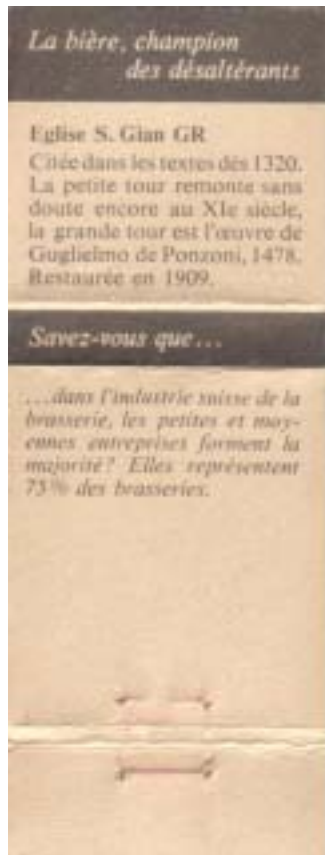 La bière, champion
des désaltérants
Eglise S. Gian GR
Citée dans les textes dès 1320.
La petite tour remonte sans
doute encore au XIe siècle,
la grande tour est l'œuvre de
Guglielmo de Ponzoni, 1478.
Restaurée en 1909.
Savez-vous que...
...dans l'industrie suisse de la
brasserie, les petites et moy-
ennes entreprises forment la
majorité? Elles représentent
75% des brasseries.